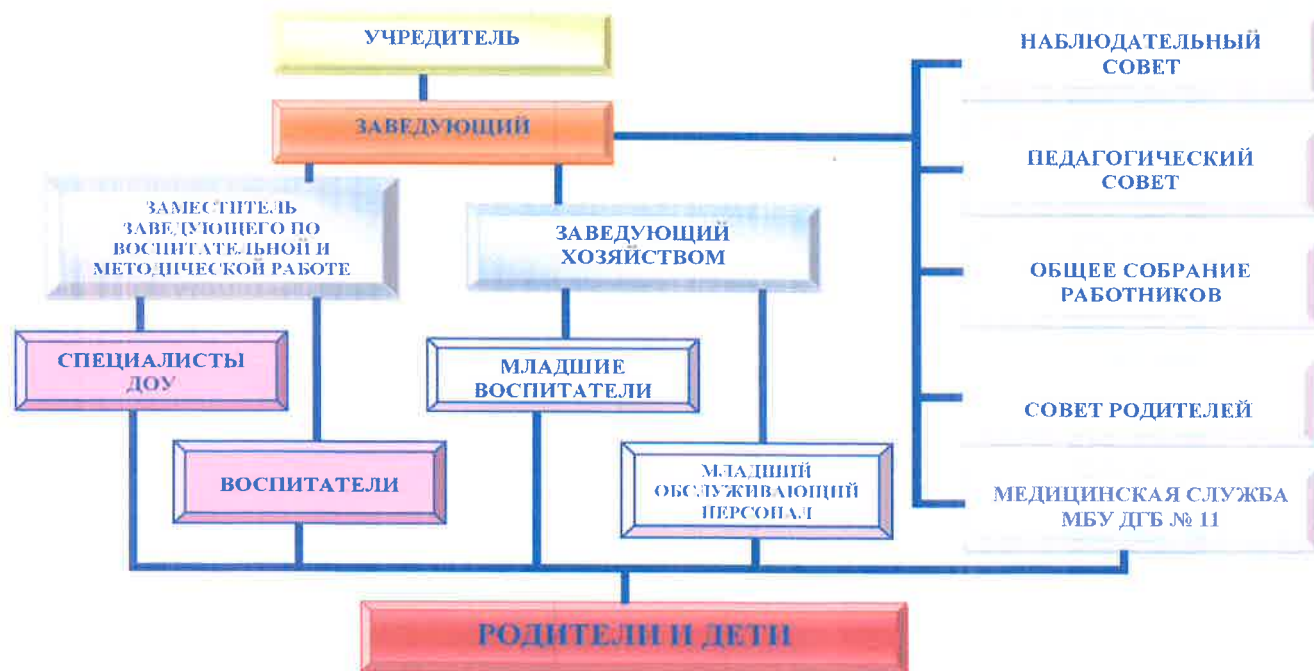 УЧРЕДИТЕЛЬ
ЗАВЕДУЮЩИЙ
ЗАМЕСТИТЕЛЬ
ЗАВЕДУЮЩЕГО ПО
ВОСПИТАТЕЛЬНОЙ И
МЕТОДИЧЕСКОЙ РАБОТЕ
ЗАВЕДУЮЩИЙ
ХОЗЯЙСТВОМ
СПЕЦИАЛИСТЫ
ДОУ
МЛАДШИЕ
ВОСПИТАТЕЛИ
ВОСПИТАТЕЛИ
МЛАДШИЙ
ОБСЛУЖИВАЮЩИЙ
ПЕРСОНАЛ
НАБЛЮДАТЕЛЬНЫЙ
СОВЕТ
ПЕДАГОГИЧЕСКИЙ
СОВЕТ
ОБЩЕЕ СОБРАНИЕ
РАБОТНИКОВ
СОВЕТ РОДИТЕЛЕЙ
МЕДИЦИНСКАЯ СЛУЖБА
МБУ ДГБ № 11
РОДИТЕЛИ И ДЕТИ